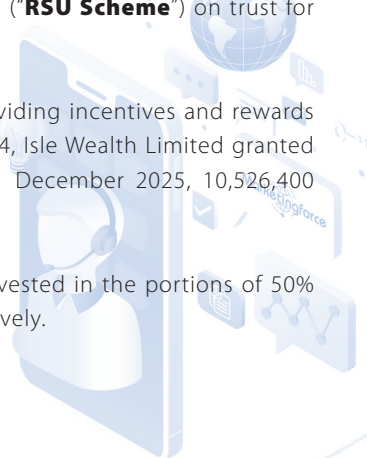 ("RSU Scheme") on trust for
viding incentives and rewards
4, Isle Wealth Limited granted
December 2025, 10,526,400
Marketingforce
vested in the portions of 50%
vely.